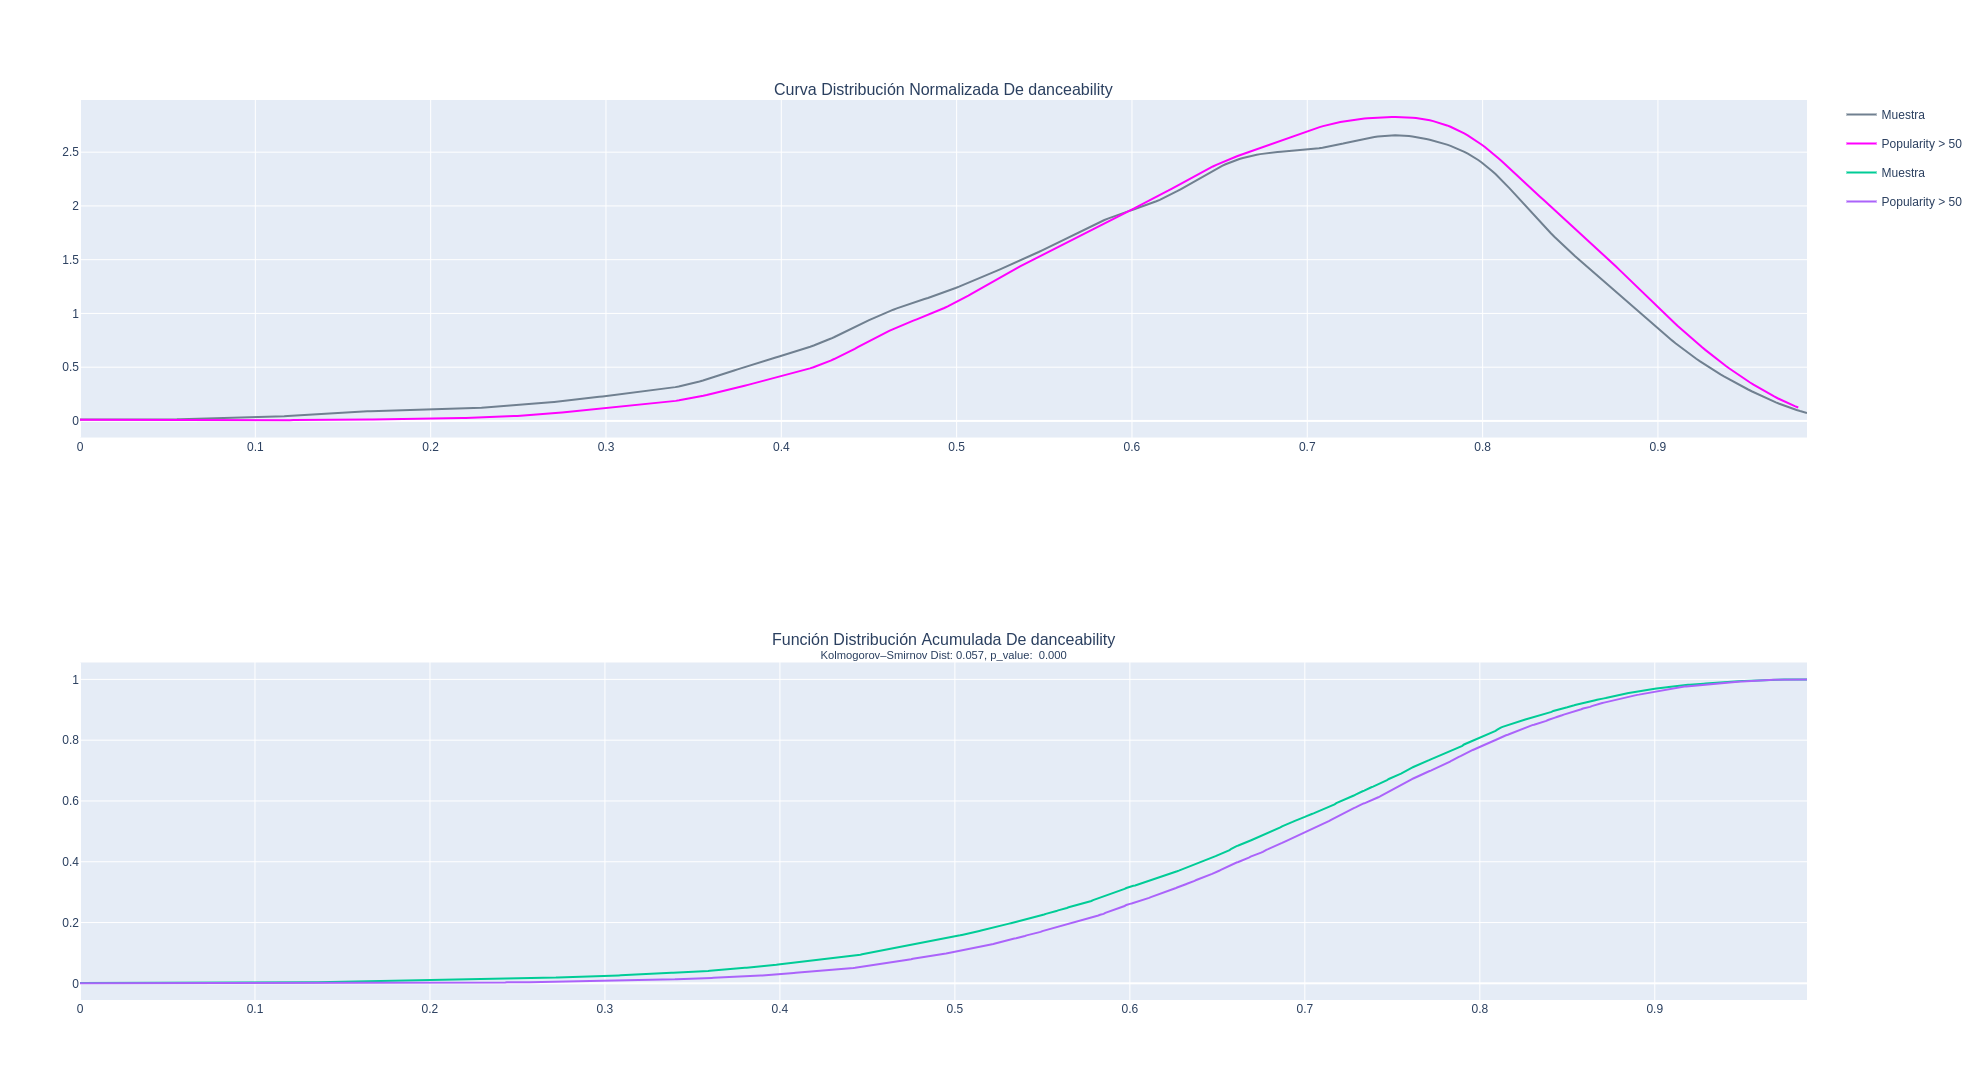 Curva Distribución Normalizada De danceability
Muestra
Popularity > 50
Muestra
Popularity > 50
2.5
2
1.5
1
0.5
0
0 0.1 0.2 0.3 0.4 0.5 0.6 0.7 0.8 0.9
Función Distribución Acumulada De danceability
Kolmogorov–Smirnov Dist: 0.057, p_value:  0.000
1
0.8
0.6
0.4
0.2
0
0 0.1 0.2 0.3 0.4 0.5 0.6 0.7 0.8 0.9